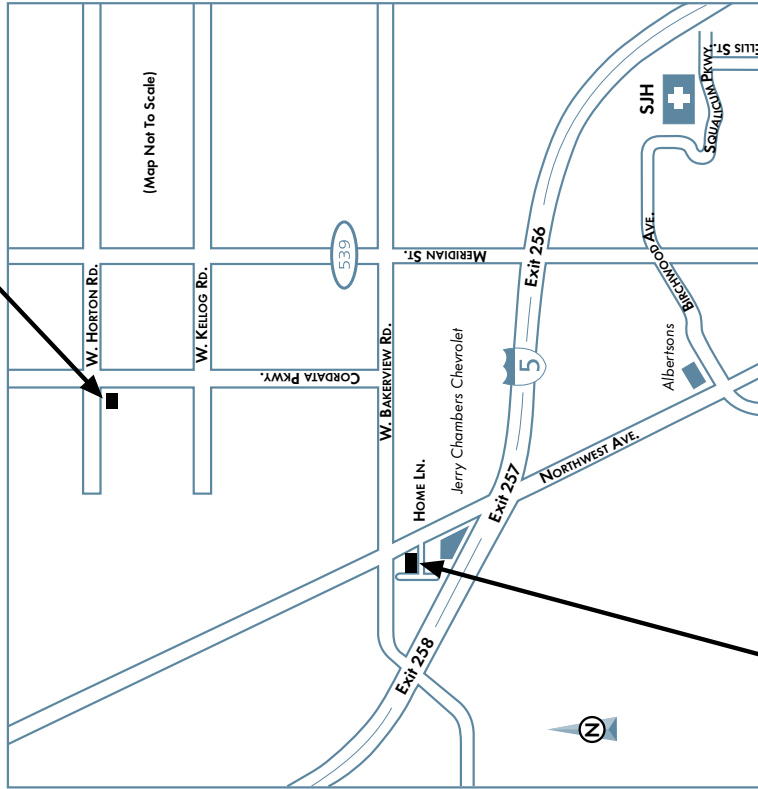 (Map Not To Scale)
SJH
ELLIS ST.
SQUALICUM PKWY.
W. HORTON RD.
W. KELLOG RD.
539
MERIDIAN ST.
Exit 256
BIRCHWOOD AVE.
CORDATA PKWY.
W. BAKERVIEW RD.
Jerry Chambers Chevrolet
5
Albertsons
HOME LN.
Exit 257
NORTHWEST AVE.
Exit 258
N